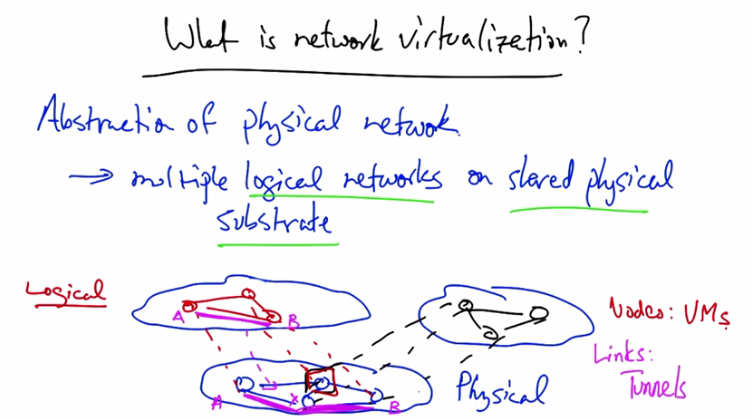 What is network virtualization?
Abstraction of physical network
→ multiple logical networks on shared physical
substrate
Logical
A
B
Nodes: VMs
Links:
Tunnels
Physical
A
X
B